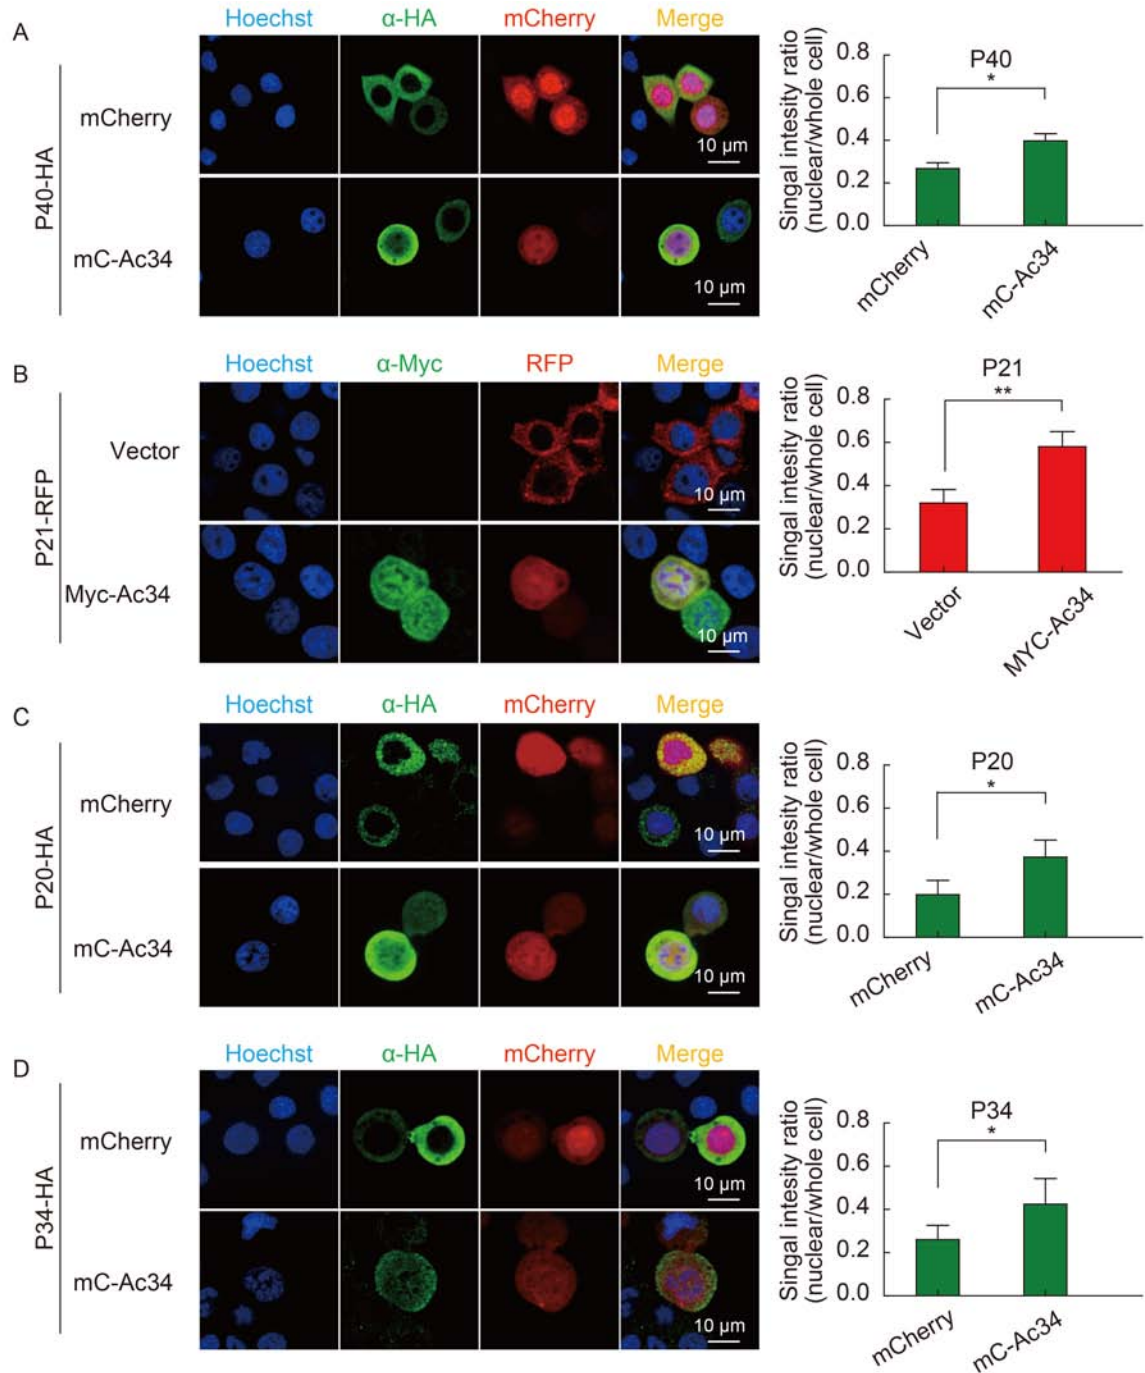 A
Hoechst α-HA mCherry Merge
P40-HA
mCherry
10 µm
mC-Ac34
10 µm
Singal intesity ratio
(nuclear/whole cell)
0.8
0.6
0.4
0.2
0.0
P40
*
mCherry
mC-Ac34
B
Hoechst α-Myc RFP Merge
P21-RFP
Vector
10 µm
Myc-Ac34
10 µm
Singal intesity ratio
(nuclear/whole cell)
0.8
0.6
0.4
0.2
0.0
P21
**
Vector
MYC-Ac34
C
Hoechst α-HA mCherry Merge
P20-HA
mCherry
10 µm
mC-Ac34
10 µm
Singal intesity ratio
(nuclear/whole cell)
0.8
0.6
0.4
0.2
0.0
P20
*
mCherry
mC-Ac34
D
Hoechst α-HA mCherry Merge
P34-HA
mCherry
10 µm
mC-Ac34
10 µm
Singal intesity ratio
(nuclear/whole cell)
0.8
0.6
0.4
0.2
0.0
P34
*
mCherry
mC-Ac34